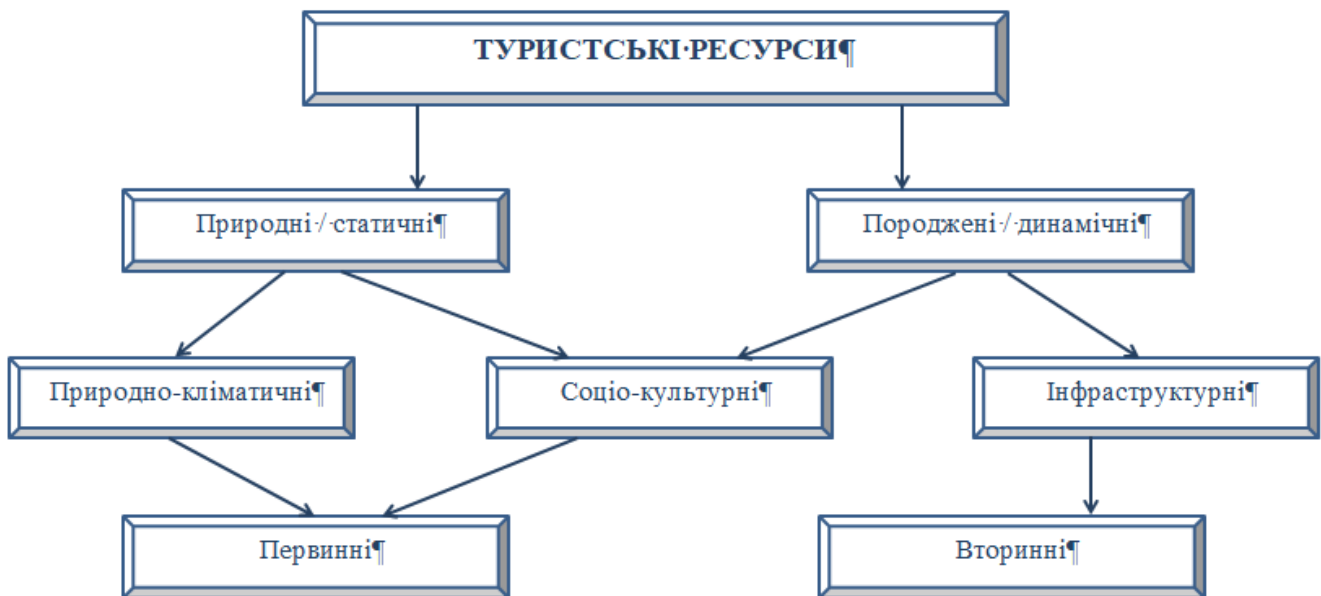 ТУРИСТСЬКІ·РЕСУРСИ¶
Природні·/·статичні¶
Породжені·/·динамічні¶
Природно-кліматичні¶
Соціо-культурні¶
Інфраструктурні¶
Первинні¶
Вторинні¶